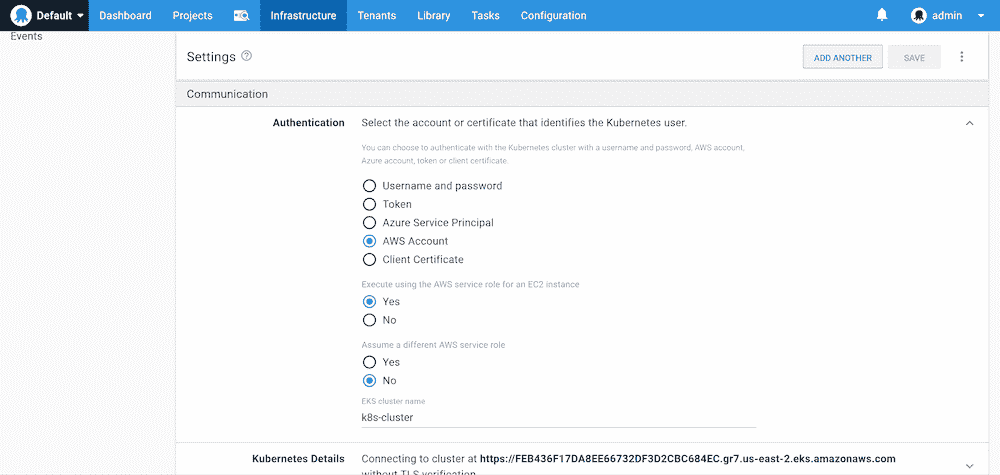 Default Dashboard Projects Infrastructure Tenants Library Tasks Configuration admin
Events
Settings ?
ADD ANOTHER SAVE
Communication
Authentication Select the account or certificate that identifies the Kubernetes user.
You can choose to authenticate with the Kubernetes cluster with a username and password, AWS account,
Azure account, token or client certificate.
Username and password
Token
Azure Service Principal
AWS Account
Client Certificate
Execute using the AWS service role for an EC2 instance
Yes
No
Assume a different AWS service role
Yes
No
EKS cluster name
k8s-cluster
Kubernetes Details Connecting to cluster at https://FEB436F17DA8EE66732DF3D2CBC684EC.gr7.us-east-2.eks.amazonaws.com
without TLS verification